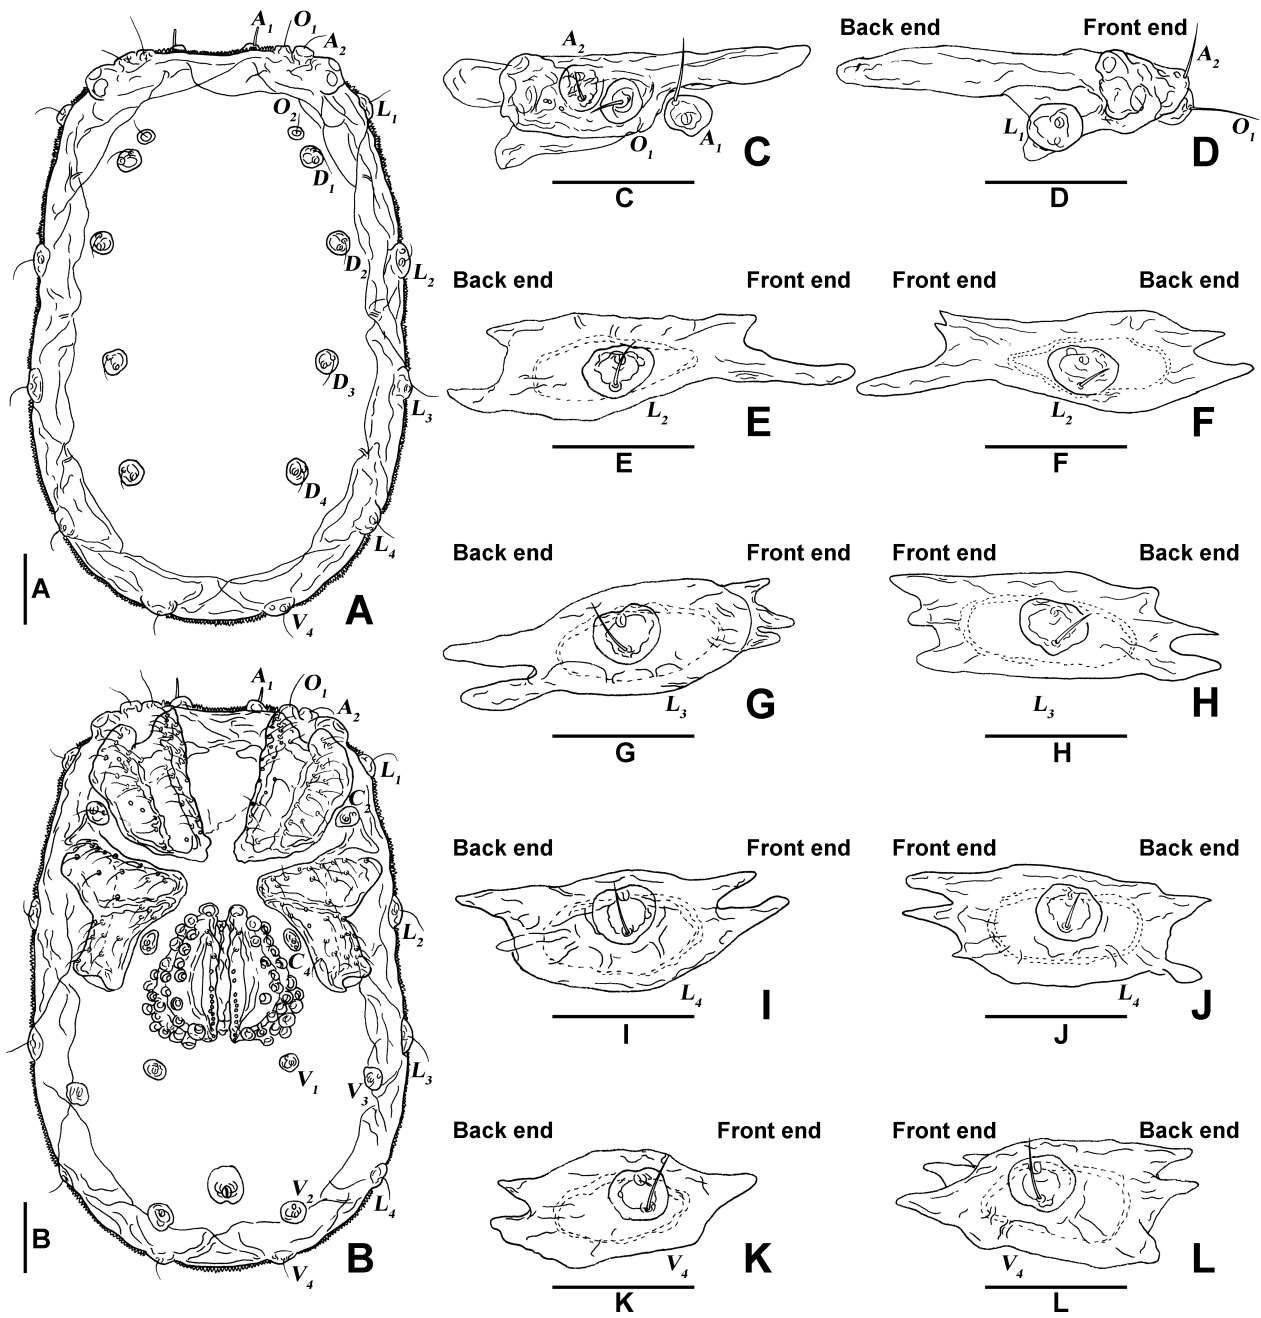 A₁ O₁ A₂
L₁
O₂
D₁
D₂ L₂
D₃
L₃
D₄
L₄
V₄
A
A
A₂
O₁ A₁
C
C
Back end Front end
A₂
L₁ O₁
D
D
Back end Front end
L₂
E
E
Front end Back end
L₂
F
F
Back end Front end
L₃
G
G
Front end Back end
L₃
H
H
A₁ O₁ A₂
L₁
C₂
L₂
C₄
V₁ V₃ L₃
V₂ L₄
V₄
B
B
Back end Front end
L₄
I
I
Front end Back end
L₄
J
J
Back end Front end
V₄
K
K
Front end Back end
V₄
L
L